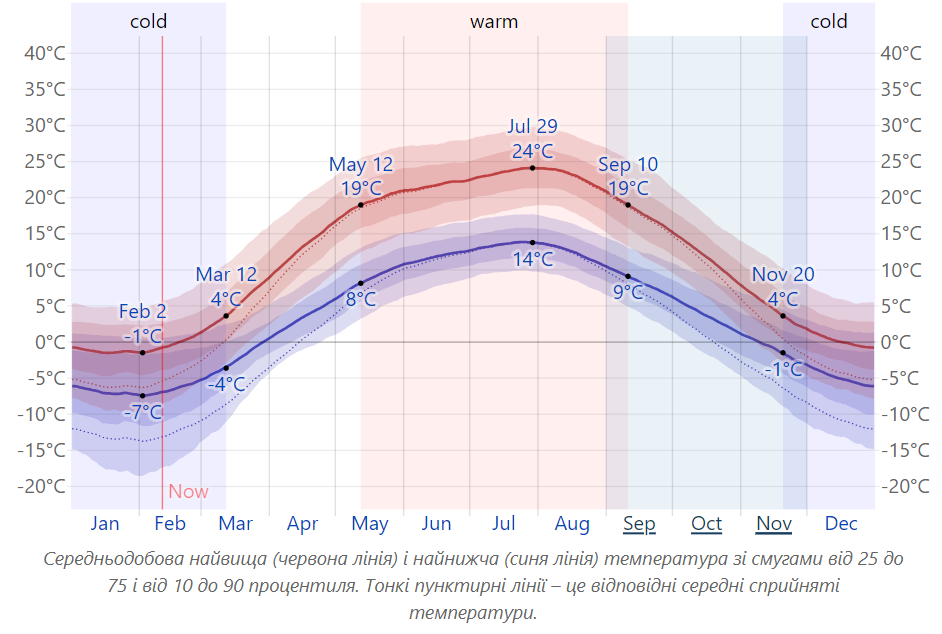 cold warm cold
40°C 40°C
35°C 35°C
30°C 30°C
Jul 29
25°C 24°C 25°C
May 12 Sep 10
20°C 19°C 19°C 20°C
15°C 15°C
14°C
10°C Mar 12 Nov 20 10°C
4°C 8°C 9°C 4°C
5°C Feb 2 5°C
-1°C
0°C 0°C
-5°C -4°C -1°C -5°C
-10°C -7°C -10°C
-15°C -15°C
-20°C Now -20°C
Jan Feb Mar Apr May Jun Jul Aug Sep Oct Nov Dec
Середньодобова найвища (червона лінія) і найнижча (синя лінія) температура зі смугами від 25 до
75 і від 10 до 90 процентиля. Тонкі пунктирні лінії – це відповідні середні сприйняті
температури.